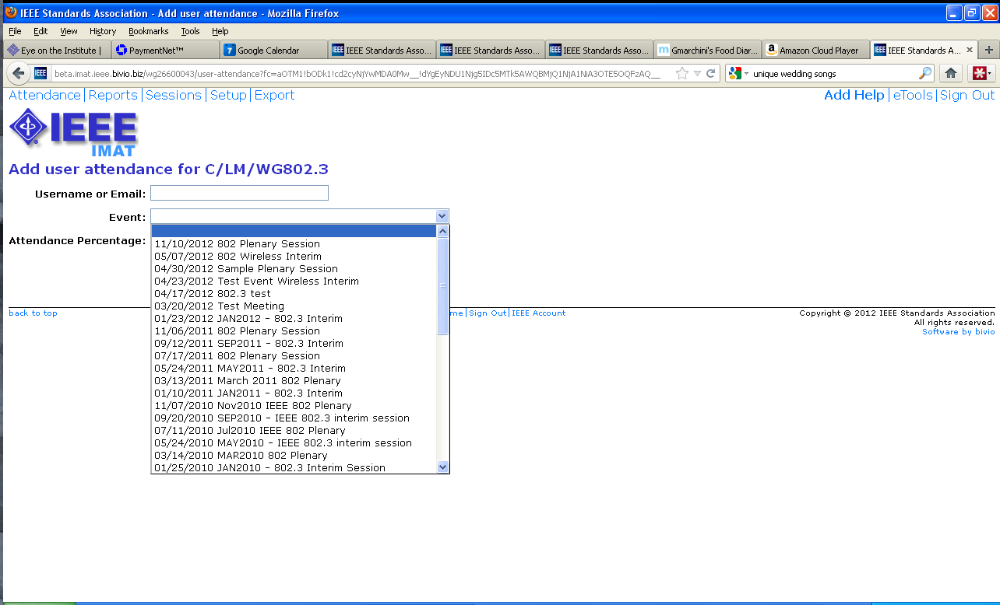 IEEE Standards Association - Add user attendance - Mozilla Firefox
File Edit View History Bookmarks Tools Help
Eye on the Institute | PaymentNet™ 7 Google Calendar IEEE IEEE Standards Asso... IEEE IEEE Standards Asso... IEEE IEEE Standards Asso... m Gmarchini's Food Diar... a Amazon Cloud Player IEEE IEEE Standards A...
IEEE beta.imat.ieee.bivio.biz/wg26600043/user-attendance?fc= unique wedding songs
Attendance | Reports | Sessions | Setup | Export Add Help | eTools | Sign Out
IEEE
IMAT
Add user attendance for C/LM/WG802.3
Username or Email:
Event:
Attendance Percentage:
11/10/2012 802 Plenary Session
05/07/2012 802 Wireless Interim
04/30/2012 Sample Plenary Session
04/23/2012 Test Event Wireless Interim
04/17/2012 802.3 test
03/20/2012 Test Meeting
01/23/2012 JAN2012 - 802.3 Interim
11/06/2011 802 Plenary Session
09/12/2011 SEP2011 - 802.3 Interim
07/17/2011 802 Plenary Session
05/24/2011 MAY2011 - 802.3 Interim
03/13/2011 March 2011 802 Plenary
01/10/2011 JAN2011 - 802.3 Interim
11/07/2010 Nov2010 IEEE 802 Plenary
09/20/2010 SEP2010 - IEEE 802.3 interim session
07/11/2010 Jul2010 IEEE 802 Plenary
05/24/2010 MAY2010 - IEEE 802.3 interim session
03/14/2010 MAR2010 802 Plenary
01/25/2010 JAN2010 - 802.3 Interim Session
back to top me | Sign Out | IEEE Account Copyright © 2012 IEEE Standards Association
All rights reserved.
Software by bivio